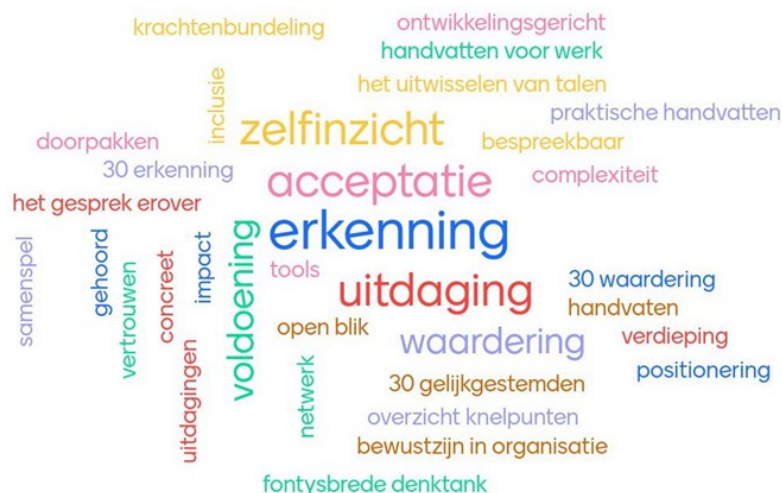 krachtenbundeling
ontwikkelingsgericht
handvatten voor werk
het uitwisselen van talen
inclusie
zelfinzicht
praktische handvatten
doorpakken
bespreekbaar
30 erkenning
acceptatie
complexiteit
het gesprek erover
erkenning
samenspel
gehoord
vertrouwen
concreet
impact
voldoening
tools
uitdaging
30 waardering
handvaten
open blik
waardering
verdieping
uitdagingen
netwerk
30 gelijkgestemden
positionering
overzicht knelpunten
bewustzijn in organisatie
fontysbrede denktank